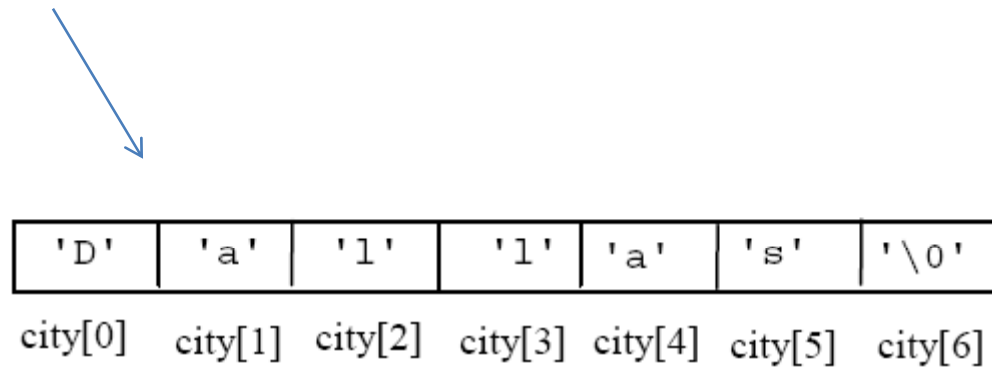 'D' 'a' 'l' 'l' 'a' 's' '\0'
city[0] city[1] city[2] city[3] city[4] city[5] city[6]